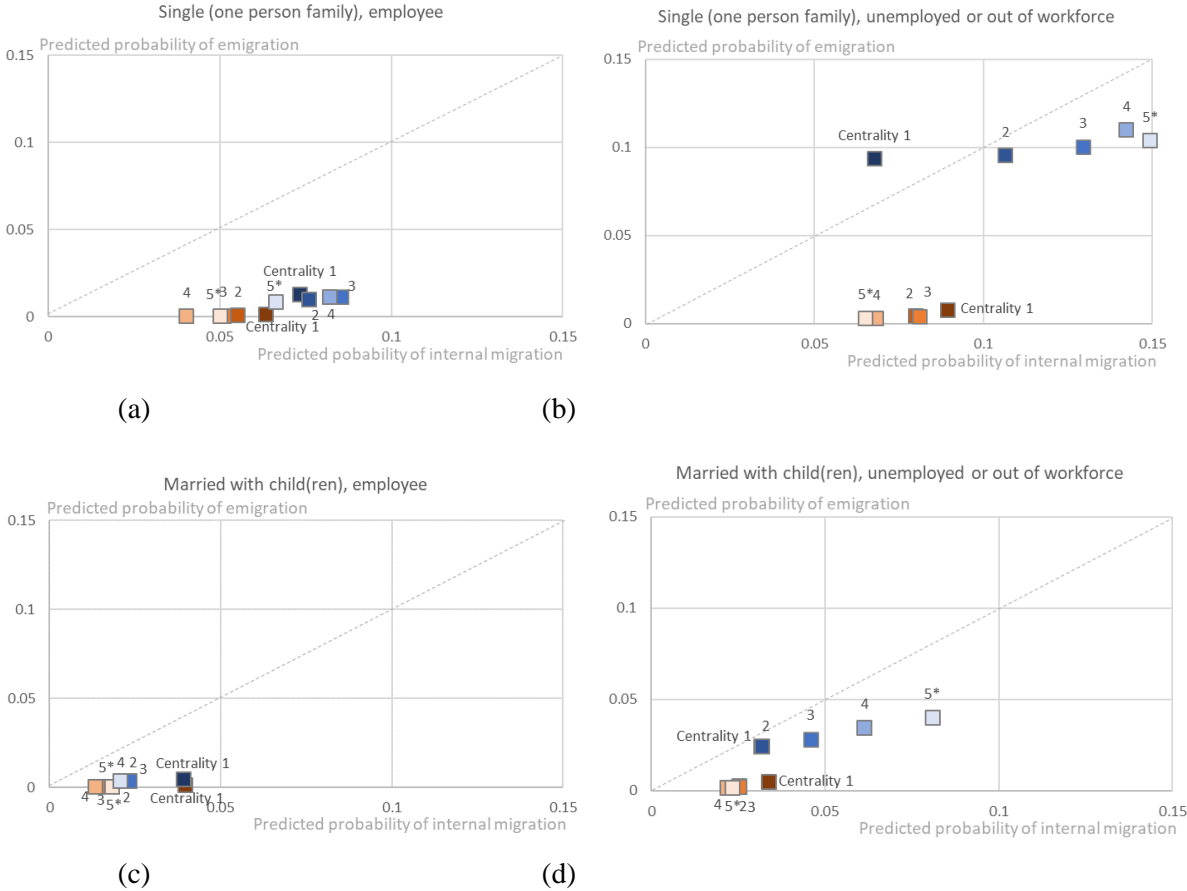 Single (one person family), employee
Predicted probability of emigration
0.15
0.1
0.05
0
Centrality 1
4 5* 3 2 5* 3
Centrality 1 2 4
0 0.05 0.1 0.15
Predicted pobability of internal migration
(a)
Single (one person family), unemployed or out of workforce
Predicted probability of emigration
0.15
0.1
0.05
0
4
5*
Centrality 1 2 3
5* 4 2 3 Centrality 1
0 0.05 0.1 0.15
Predicted pobability of internal migration
(b)
Married with child(ren), employee
Predicted probability of emigration
0.15
0.1
0.05
0
5* 4 2 3 Centrality 1
4 3 5* 2 Centrality 1
0 0.05 0.1 0.15
Predicted probability of internal migration
(c)
Married with child(ren), unemployed or out of workforce
Predicted probability of emigration
0.15
0.1
0.05
0
Centrality 1 2 3 4 5*
Centrality 1
4 5* 2 3
0 0.05 0.1 0.15
Predicted probability of internal migration
(d)